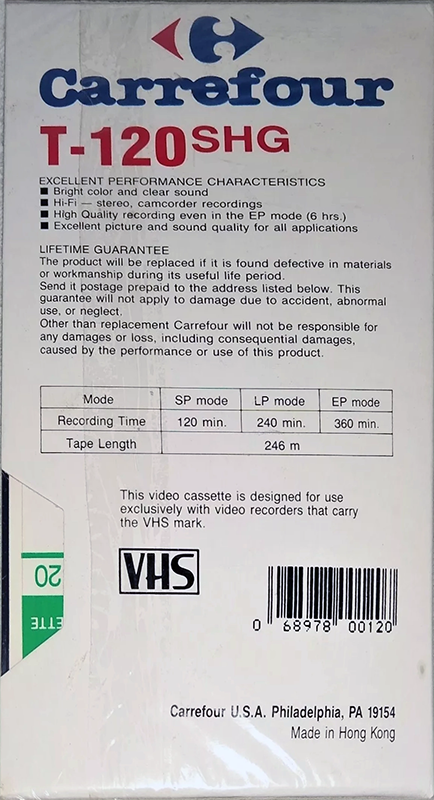 Carrefour
T-120 SHG
EXCELLENT PERFORMANCE CHARACTERISTICS
■ Bright color and clear sound
■ Hi-Fi — stereo, camcorder recordings
■ High Quality recording even in the EP mode (6 hrs.)
■ Excellent picture and sound quality for all applications
LIFETIME GUARANTEE
The product will be replaced if it is found defective in materials
or workmanship during its useful life period.
Send it postage prepaid to the address listed below. This
guarantee will not apply to damage due to accident, abnormal
use, or neglect.
Other than replacement Carrefour will not be responsible for
any damages or loss, including consequential damages,
caused by the performance or use of this product.
Mode SP mode LP mode EP mode
Recording Time 120 min. 240 min. 360 min.
Tape Length 246 m
This video cassette is designed for use
exclusively with video recorders that carry
the VHS mark.
VHS
20
ETTE
0 68978 00120
Carrefour U.S.A. Philadelphia, PA 19154
Made in Hong Kong